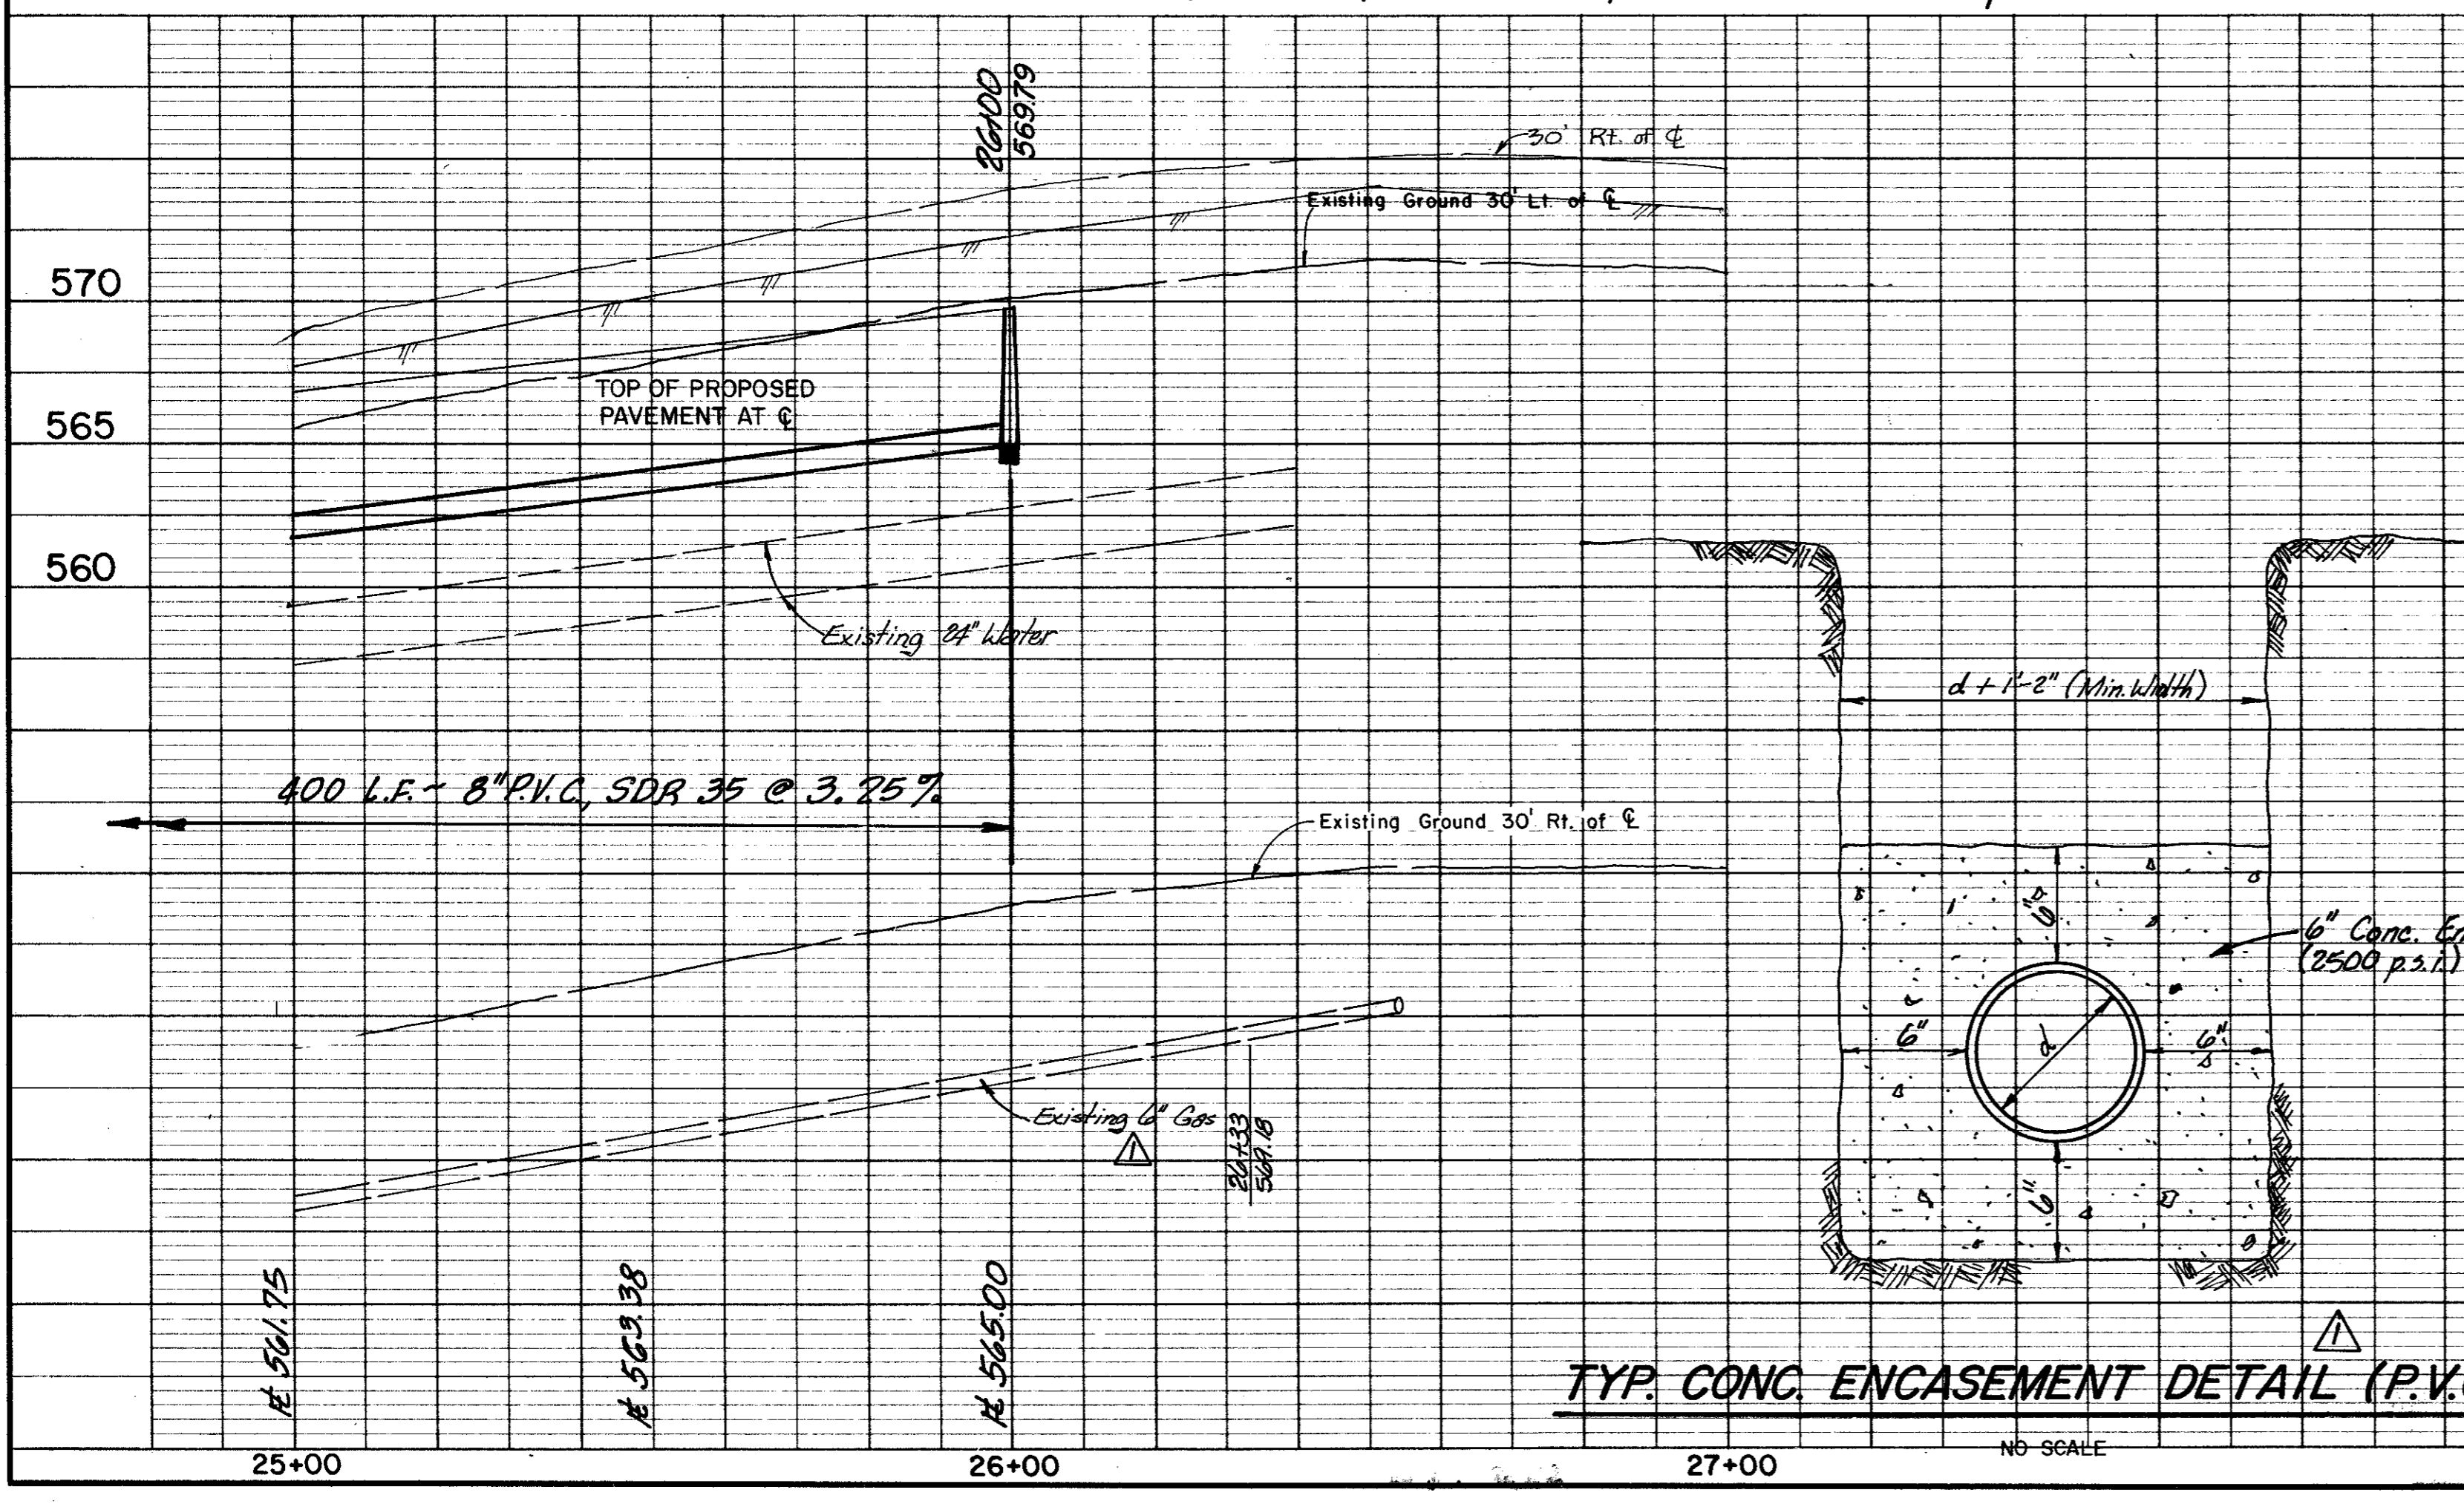 26+00
569.79
30' Rt. of ℄
Existing Ground 30' Lt. of ℄
570
TOP OF PROPOSED
PAVEMENT AT ℄
565
560
Existing 24" Water
d + 1'-2" (Min. Width)
400 L.F. - 8" P.V.C., SDR 35 @ 3.25%
Existing Ground 30' Rt. of ℄
6"
6" Conc.
(2500 p.s.i.)
6"
d
6"
Existing 6" Gas
1
26+33
569.18
6"
561.75
563.38
565.00
1
TYP. CONC. ENCASEMENT DETAIL (P.V.
NO SCALE
25+00
26+00
27+00